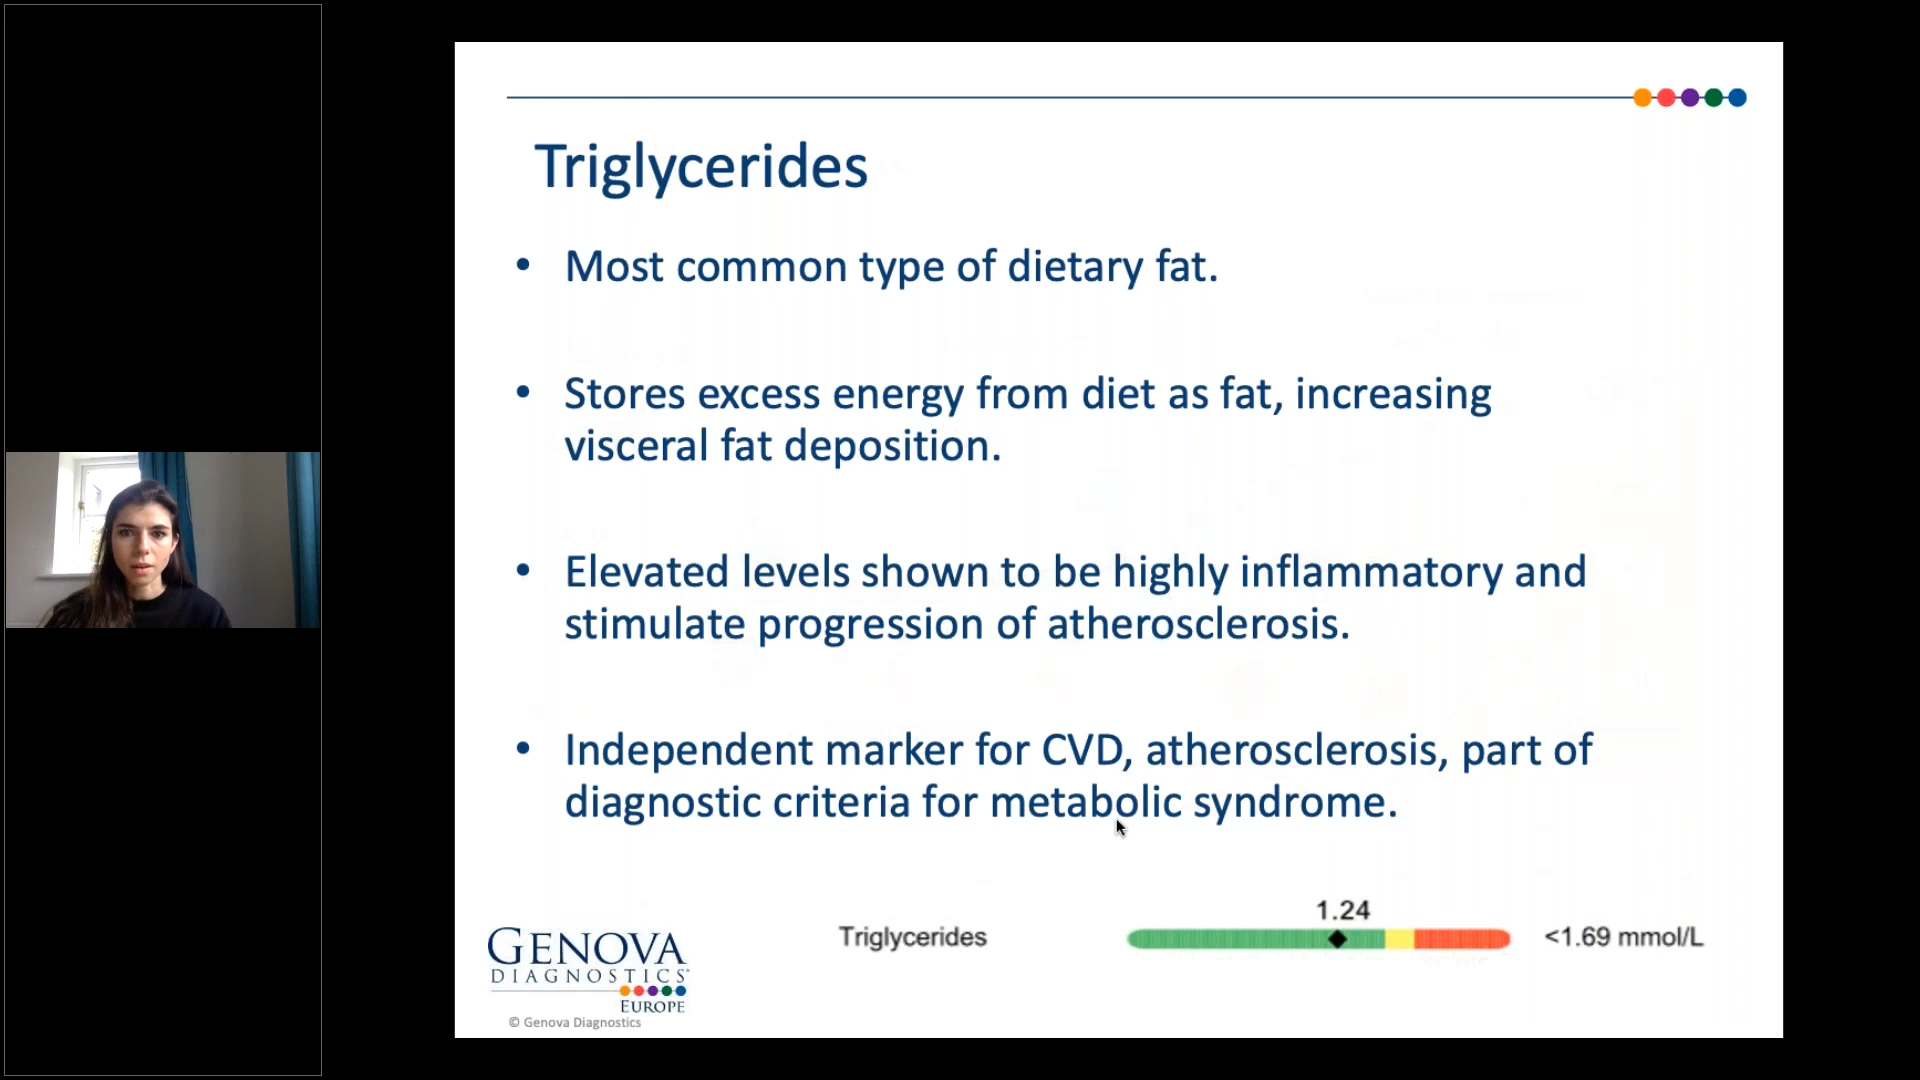 Triglycerides
• Most common type of dietary fat.
• Stores excess energy from diet as fat, increasing
visceral fat deposition.
• Elevated levels shown to be highly inflammatory and
stimulate progression of atherosclerosis.
• Independent marker for CVD, atherosclerosis, part of
diagnostic criteria for metabolic syndrome.
1.24
Triglycerides <1.69 mmol/L
GENOVA
DIAGNOSTICS
EUROPE
© Genova Diagnostics